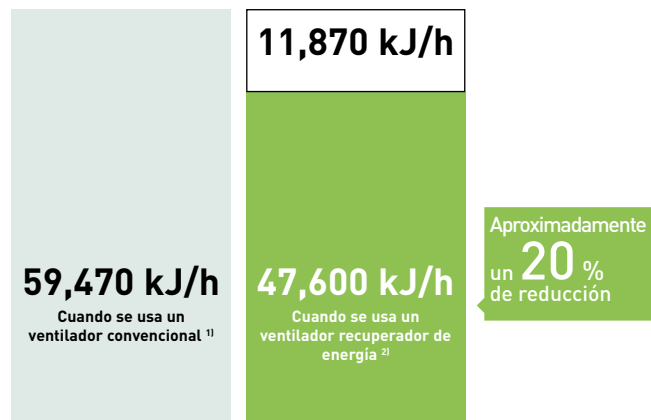 11,870 kJ/h
59,470 kJ/h
Cuando se usa un
ventilador convencional ¹⁾
47,600 kJ/h
Cuando se usa un
ventilador recuperador de
energía ²⁾
Aproximadamente
un 20 %
de reducción